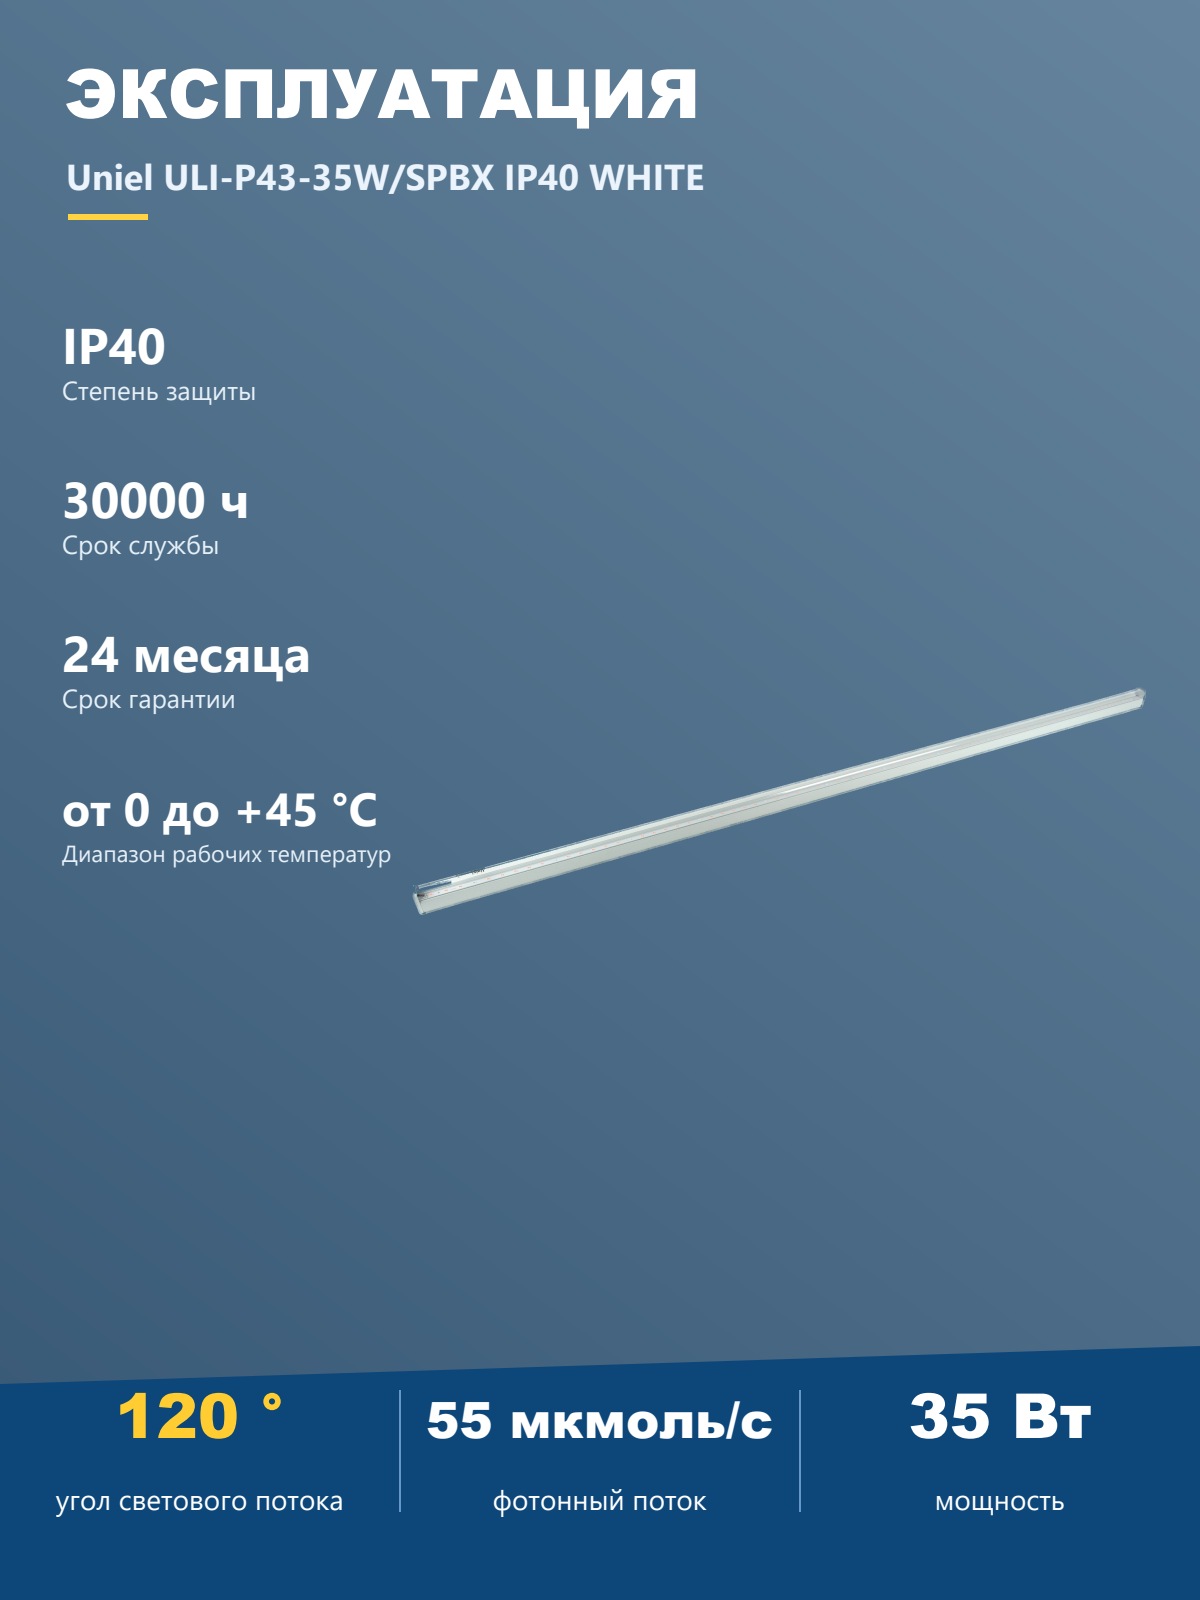 ЭКСПЛУАТАЦИЯ
Uniel ULI-P43-35W/SPBX IP40 WHITE
IP40
Степень защиты
30000 ч
Срок службы
24 месяца
Срок гарантии
от 0 до +45 °C
Диапазон рабочих температур
120 °
угол светового потока
55 мкмоль/с
фотонный поток
35 Вт
мощность